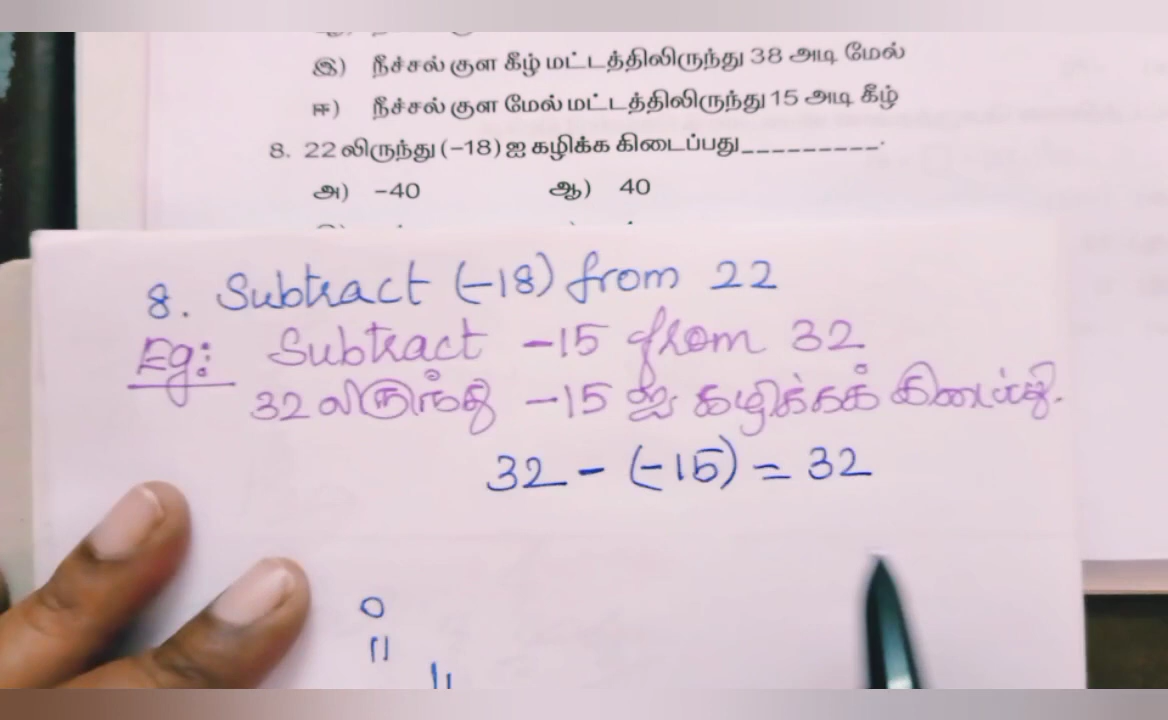 இ) நீச்சல் குள கீழ் மட்டத்திலிருந்து 38 அடி மேல்
ஈ) நீச்சல் குள மேல் மட்டத்திலிருந்து 15 அடி கீழ்
8. 22 லிருந்து (−18) ஐ கழிக்க கிடைப்பது_________.
அ) −40 ஆ) 40
8. Subtract (−18) from 22
Eg: Subtract −15 from 32
32 லிருந்து −15 ஐ கழிக்கக் கிடைப்பது.
32 − (−15) = 32